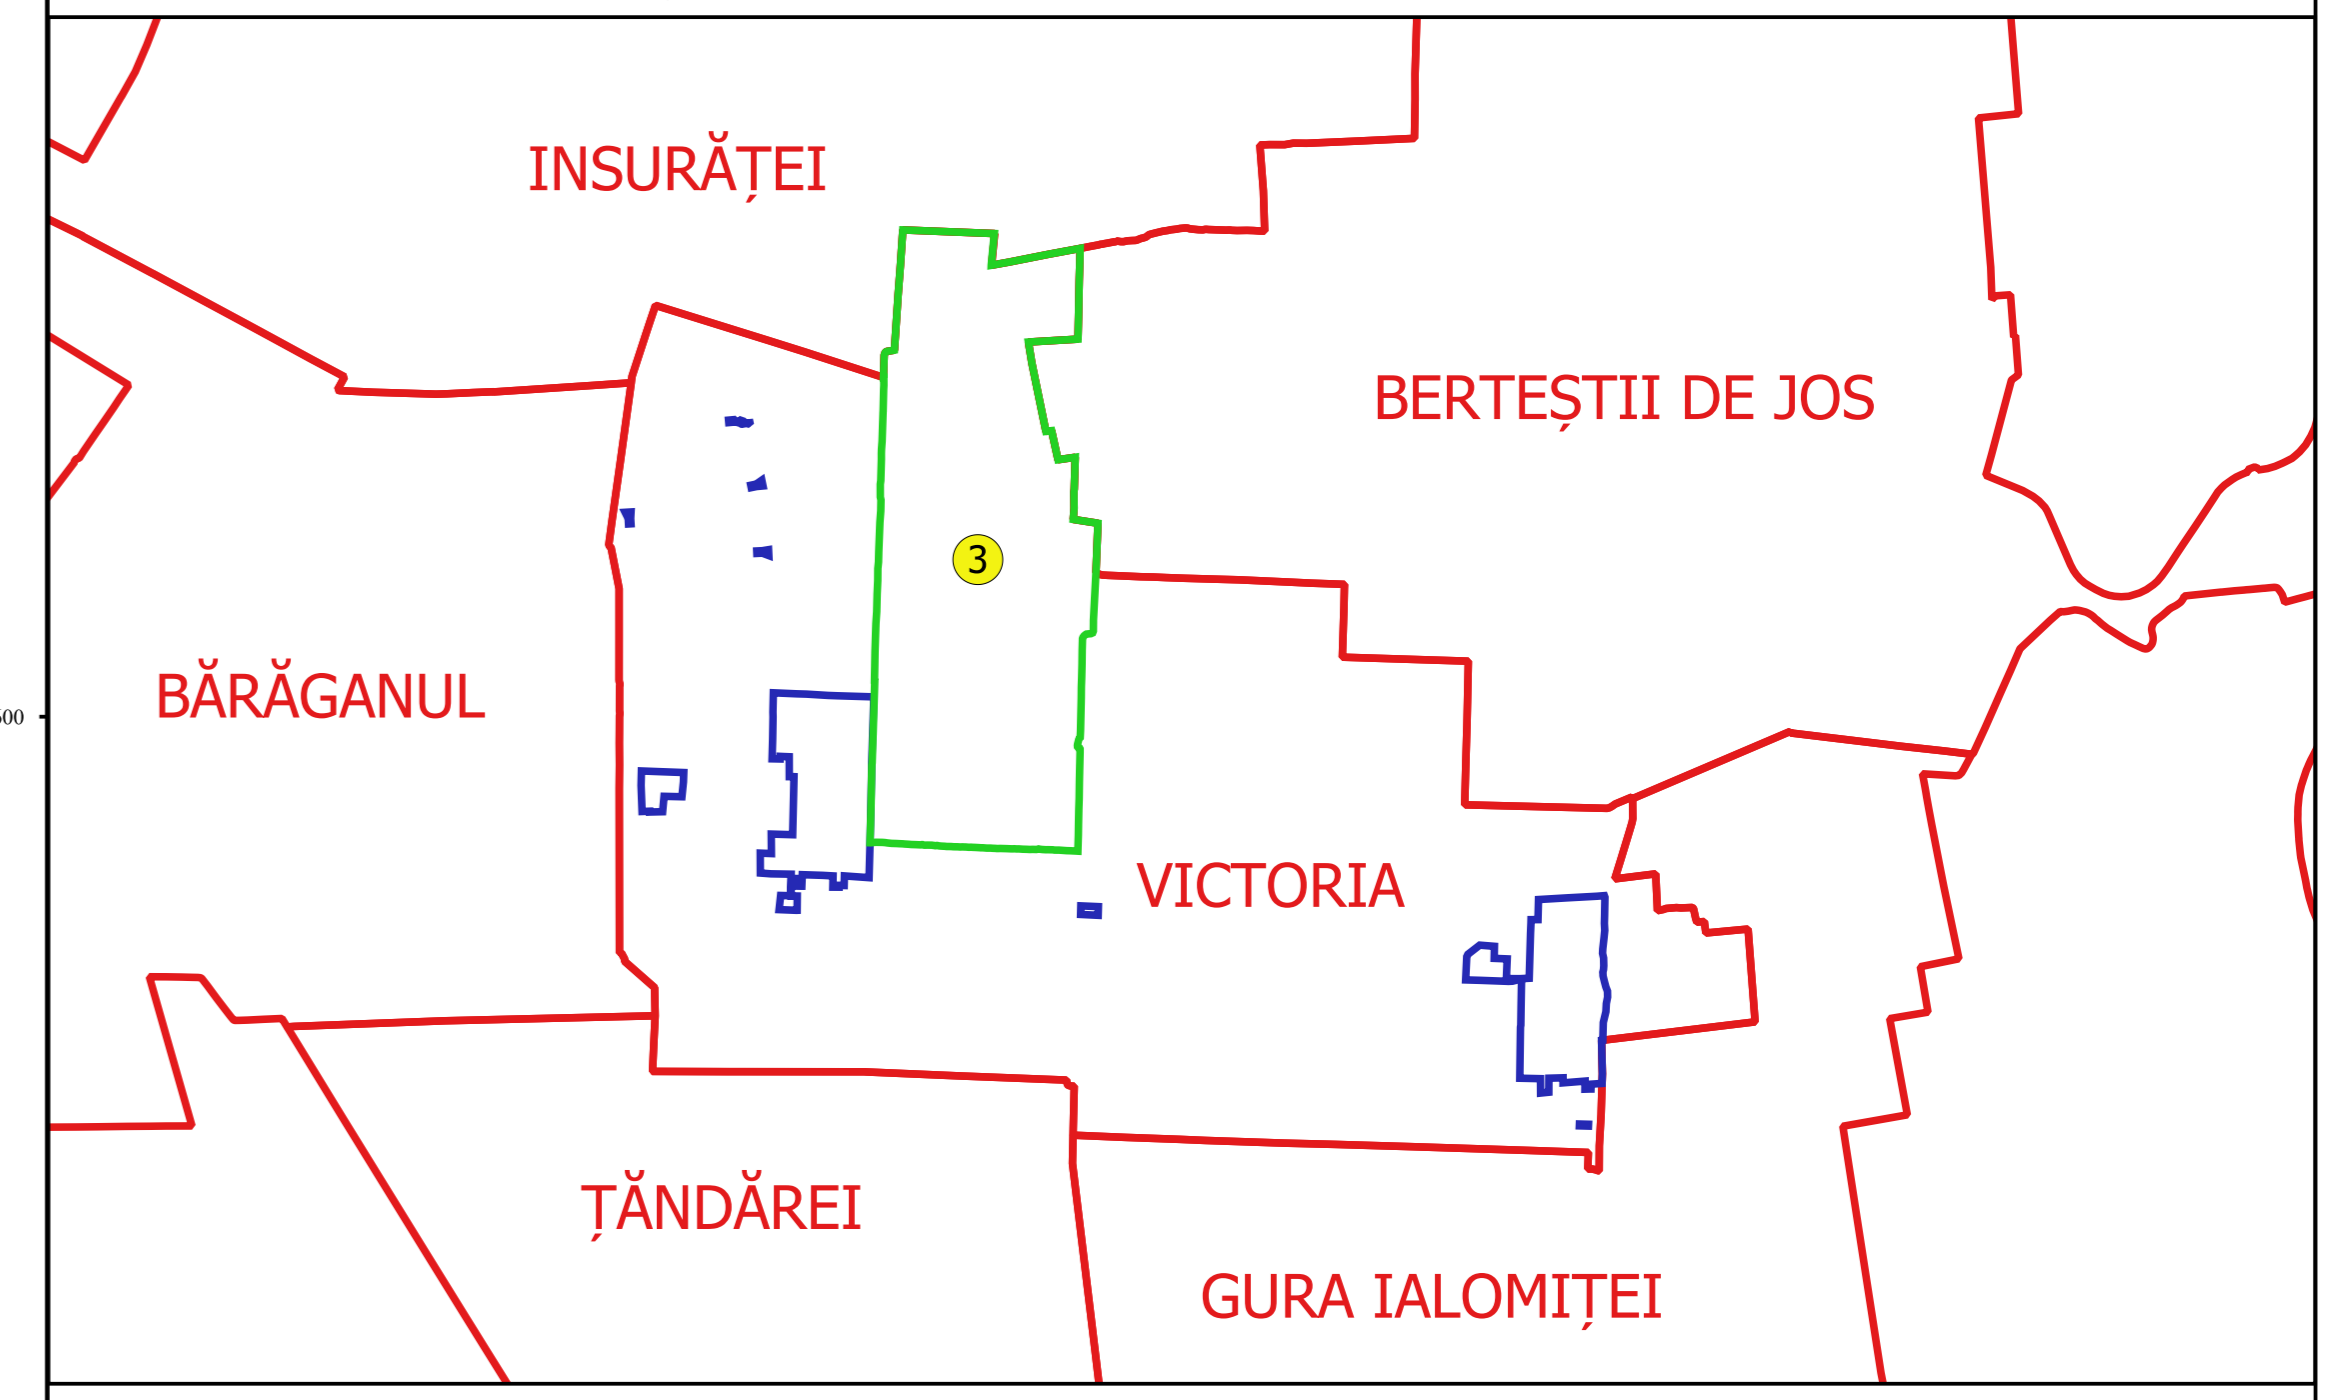 INSURĂȚEI
BERTEȘTII DE JOS
3
BĂRĂGANUL
VICTORIA
ȚĂNDĂREI
GURA IALOMIȚEI